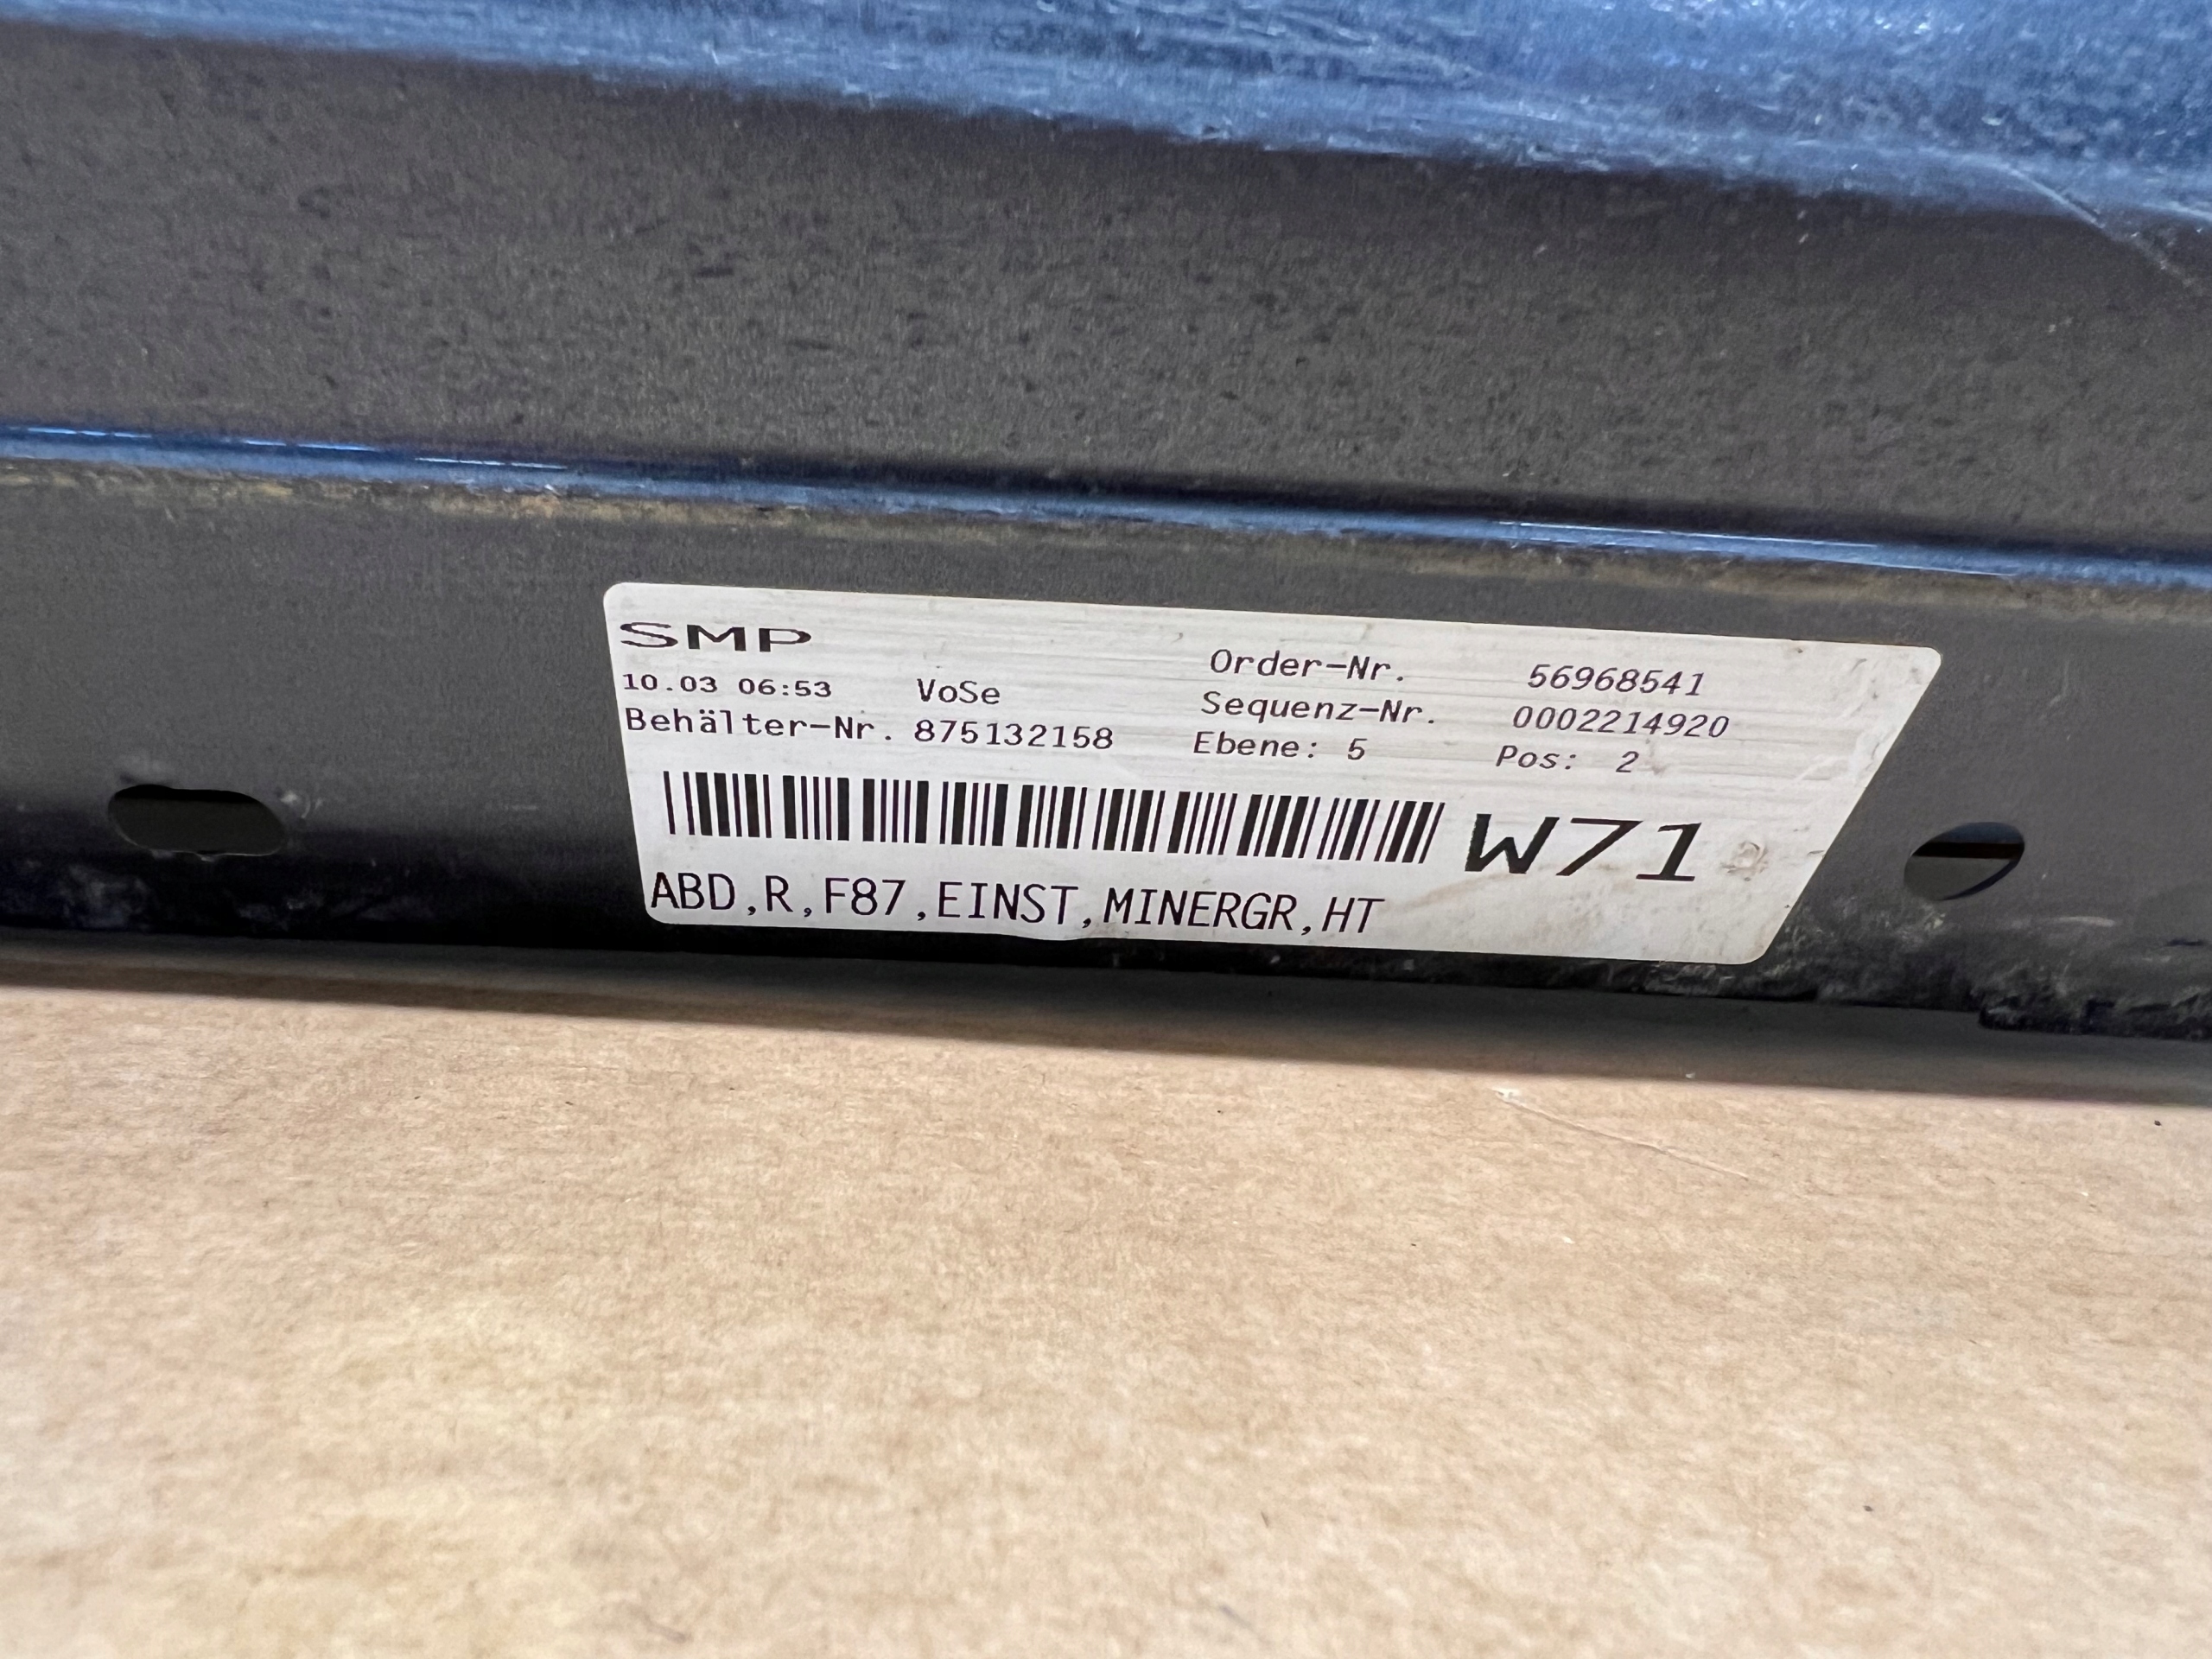 SMP
10.03 06:53 VoSe Order-Nr. 56968541
Sequenz-Nr. 0002214920
Behälter-Nr. 875132158 Ebene: 5 Pos: 2
W71
ABD,R,F87,EINST,MINERGR,HT